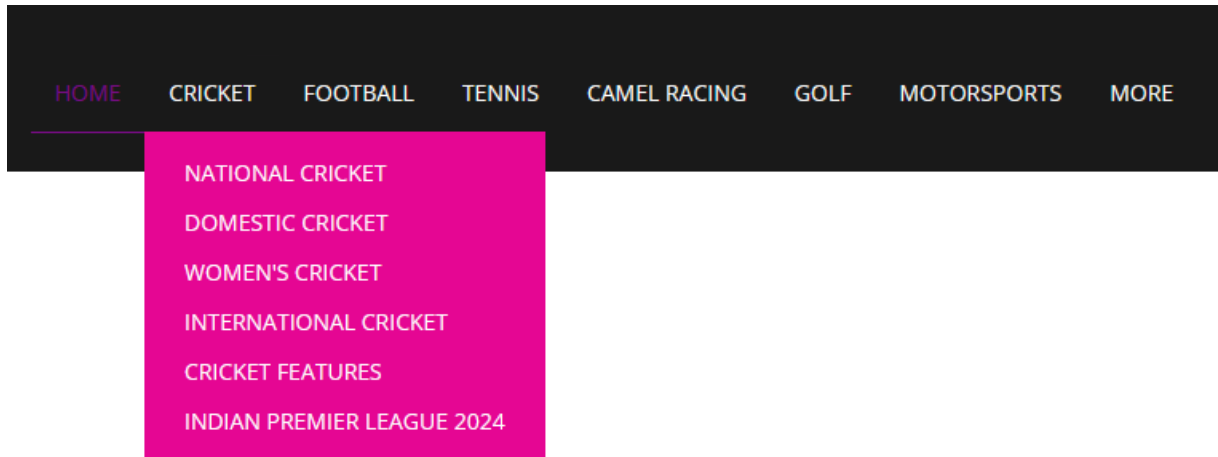 HOME CRICKET FOOTBALL TENNIS CAMEL RACING GOLF MOTORSPORTS MORE
NATIONAL CRICKET
DOMESTIC CRICKET
WOMEN'S CRICKET
INTERNATIONAL CRICKET
CRICKET FEATURES
INDIAN PREMIER LEAGUE 2024